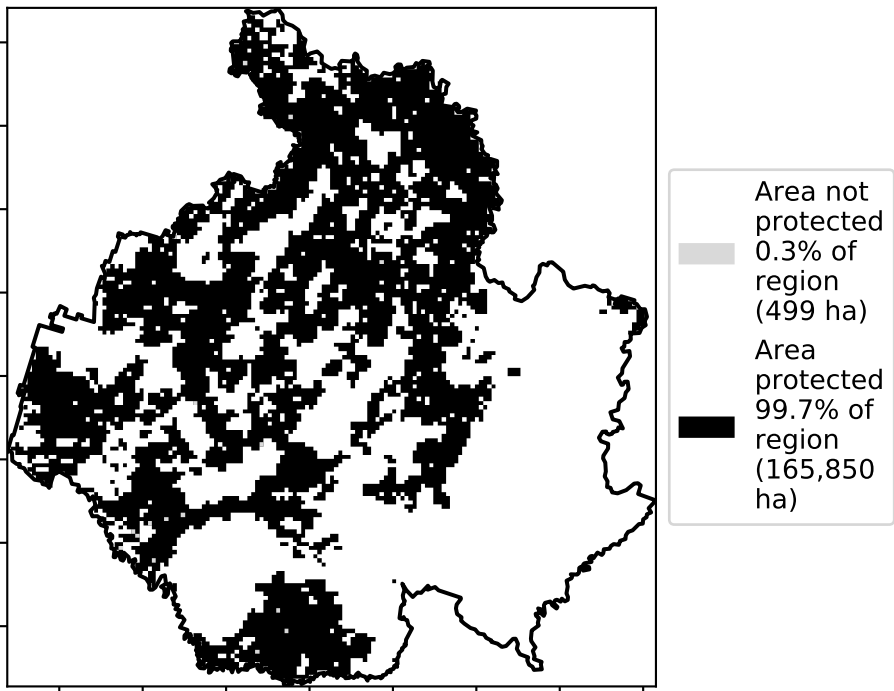 Area not
protected
0.3% of
region
(499 ha)
Area
protected
99.7% of
region
(165,850
ha)